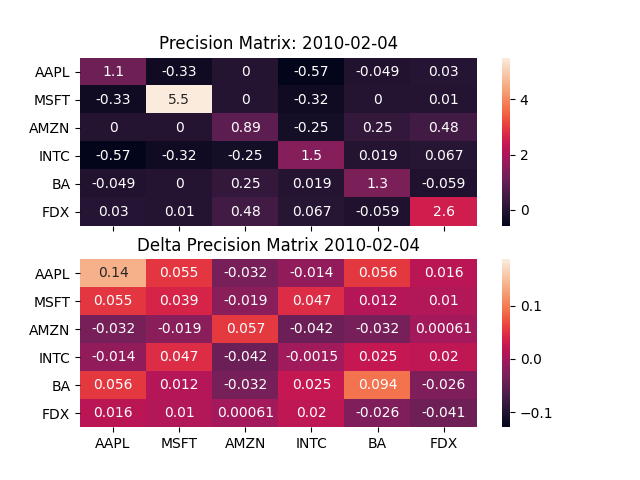 Precision Matrix: 2010-02-04
AAPL 1.1 -0.33 0 -0.57 -0.049 0.03
MSFT -0.33 5.5 0 -0.32 0 0.01
AMZN 0 0 0.89 -0.25 0.25 0.48
INTC -0.57 -0.32 -0.25 1.5 0.019 0.067
BA -0.049 0 0.25 0.019 1.3 -0.059
FDX 0.03 0.01 0.48 0.067 -0.059 2.6
4
2
0
Delta Precision Matrix 2010-02-04
AAPL 0.14 0.055 -0.032 -0.014 0.056 0.016
MSFT 0.055 0.039 -0.019 0.047 0.012 0.01
AMZN -0.032 -0.019 0.057 -0.042 -0.032 0.00061
INTC -0.014 0.047 -0.042 -0.0015 0.025 0.02
BA 0.056 0.012 -0.032 0.025 0.094 -0.026
FDX 0.016 0.01 0.00061 0.02 -0.026 -0.041
AAPL MSFT AMZN INTC BA FDX
0.1
0.0
−0.1